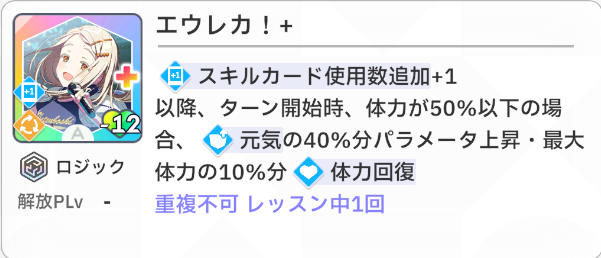 エウレカ！+
+1
12
A
ロジック
解放PLv -
+1 スキルカード使用数追加+1
以降、ターン開始時、体力が50%以下の場
合、元気の40%分パラメータ上昇・最大
体力の10%分 体力回復
重複不可 レッスン中1回